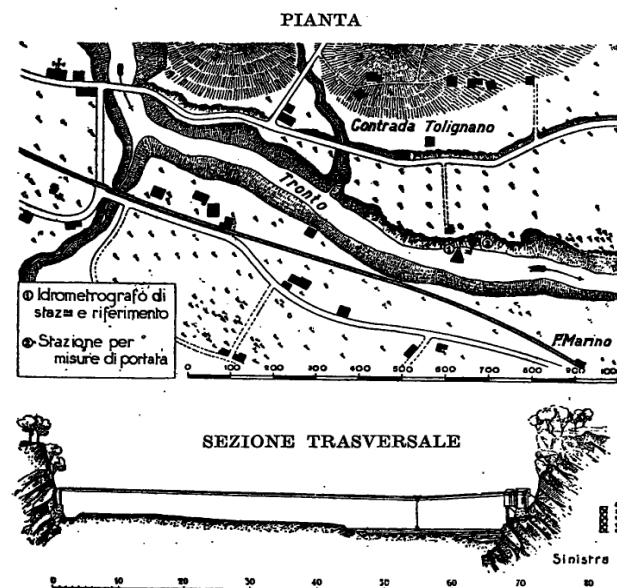 PIANTA
Contrada Tolignano
Tronto
① Idrometrografo di
staz.ne e riferimento
② Stazione per
misure di portata
P. Marino
0 100 200 300 400 500 600 700 800 900 1000
SEZIONE TRASVERSALE
Sinistra
0 10 20 30 40 50 60 70 80